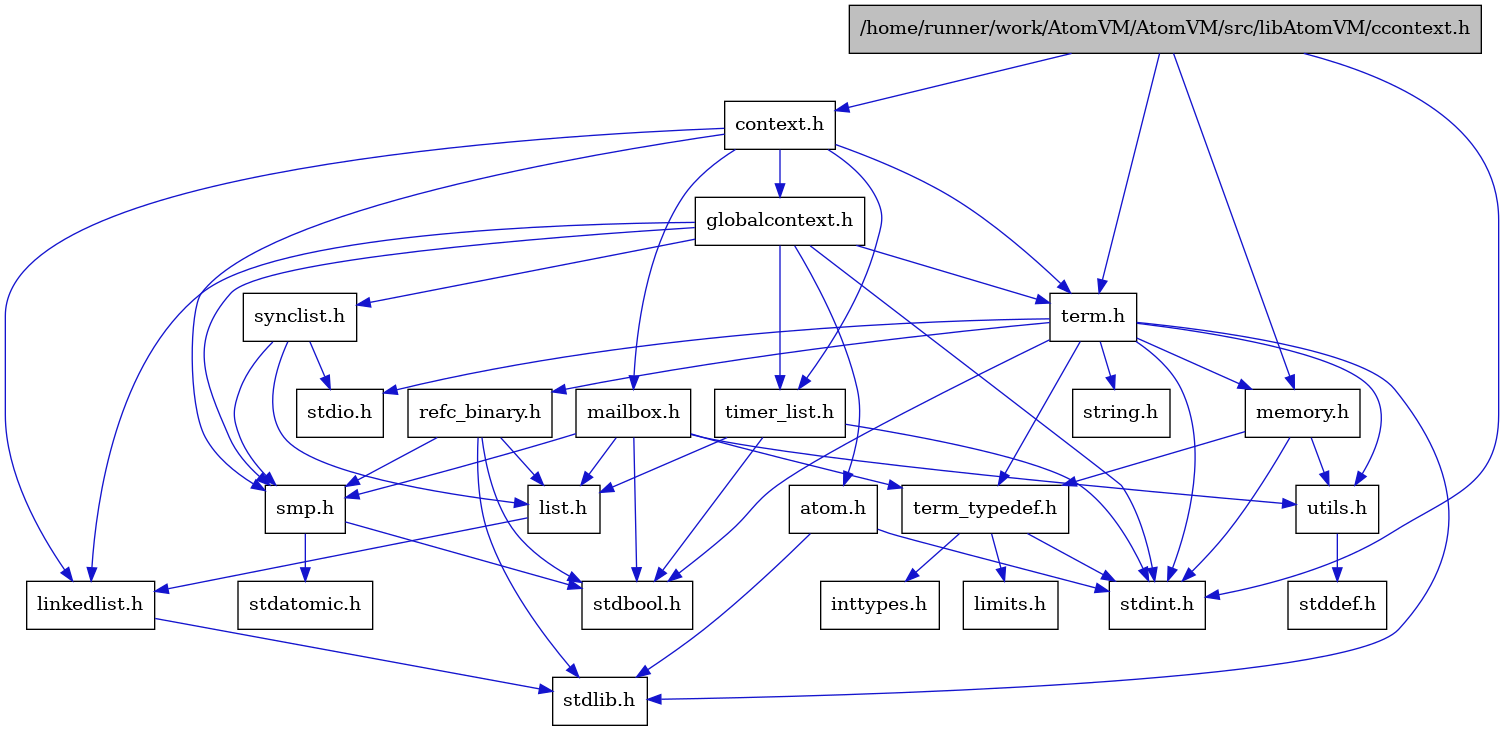 /home/runner/work/AtomVM/AtomVM/src/libAtomVM/ccontext.h
context.h
globalcontext.h
synclist.h
term.h
stdio.h
refc_binary.h
mailbox.h
timer_list.h
string.h
memory.h
smp.h
list.h
atom.h
term_typedef.h
utils.h
linkedlist.h
stdatomic.h
stdbool.h
inttypes.h
limits.h
stdint.h
stddef.h
stdlib.h